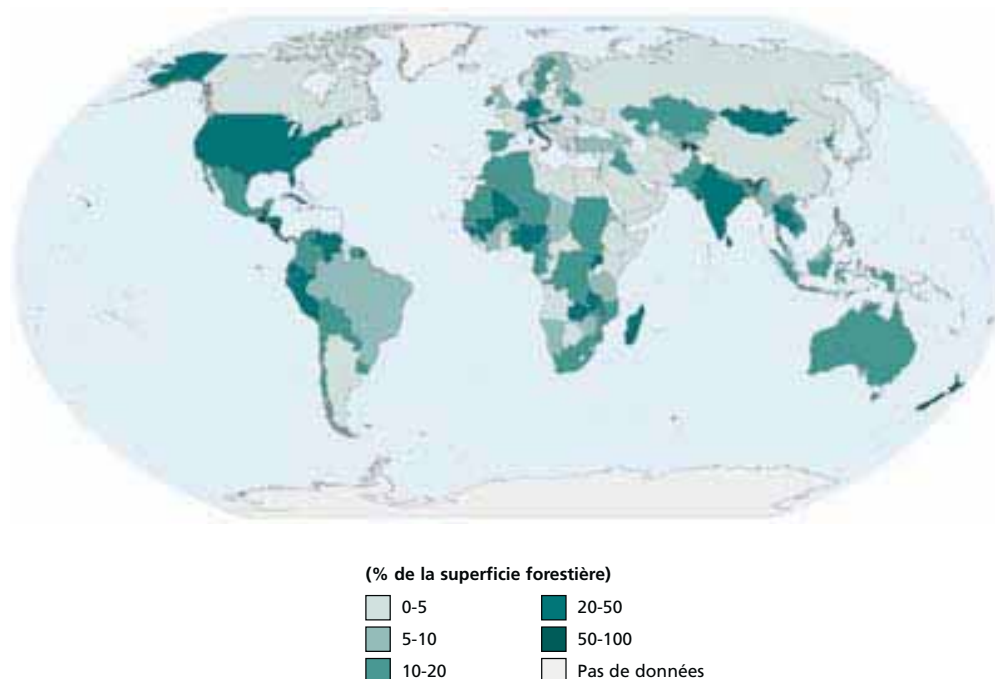 (% de la superficie forestière)
0-5
5-10
10-20
20-50
50-100
Pas de données